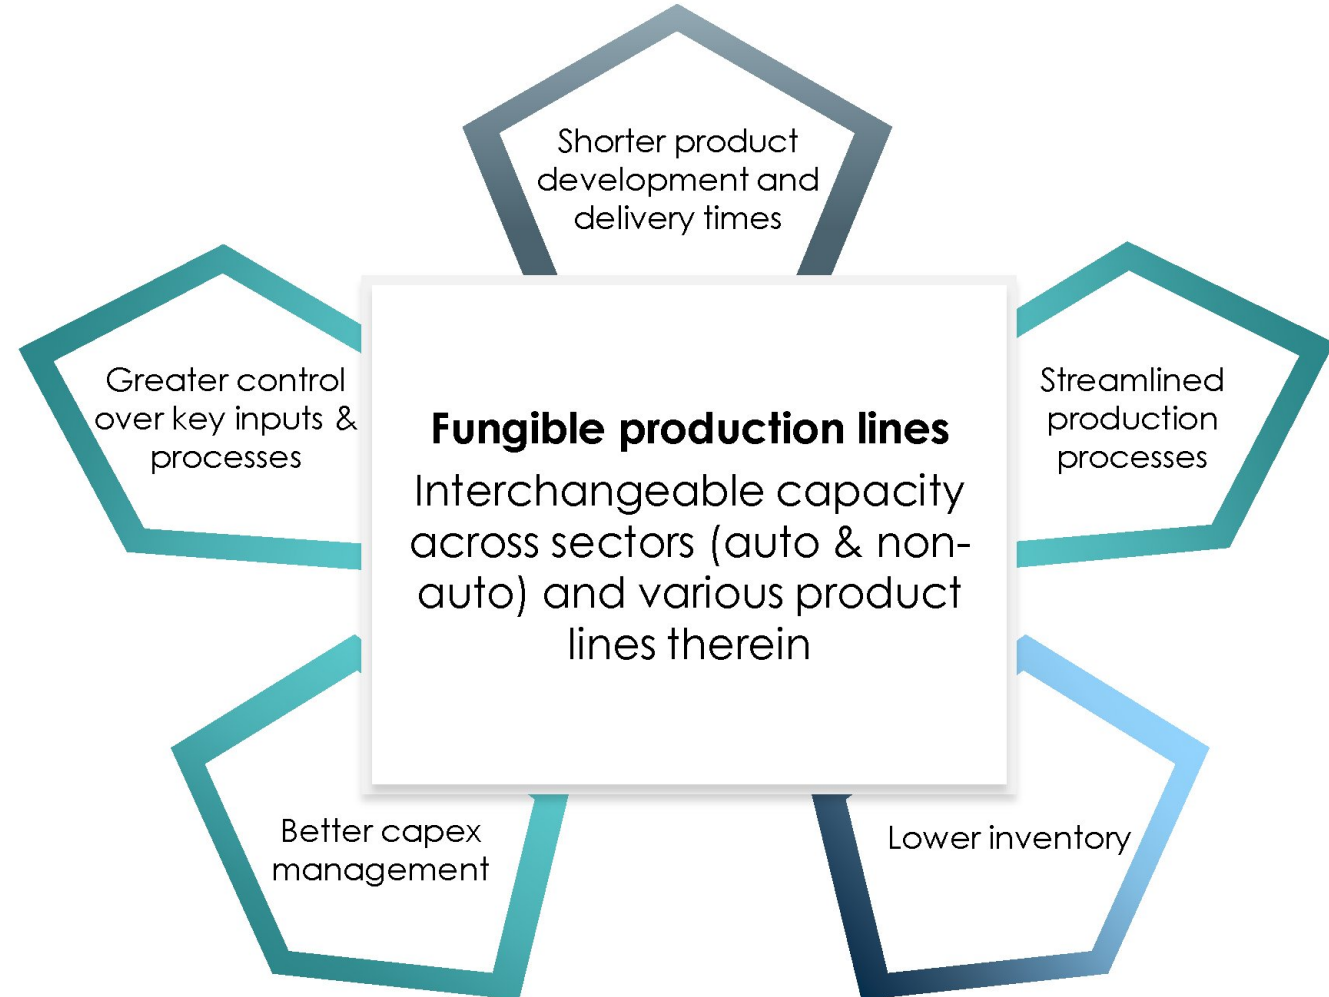 Shorter product
development and
delivery times
Greater control
over key inputs &
processes
Fungible production lines
Interchangeable capacity
across sectors (auto & non-
auto) and various product
lines therein
Streamlined
production
processes
Better capex
management
Lower inventory